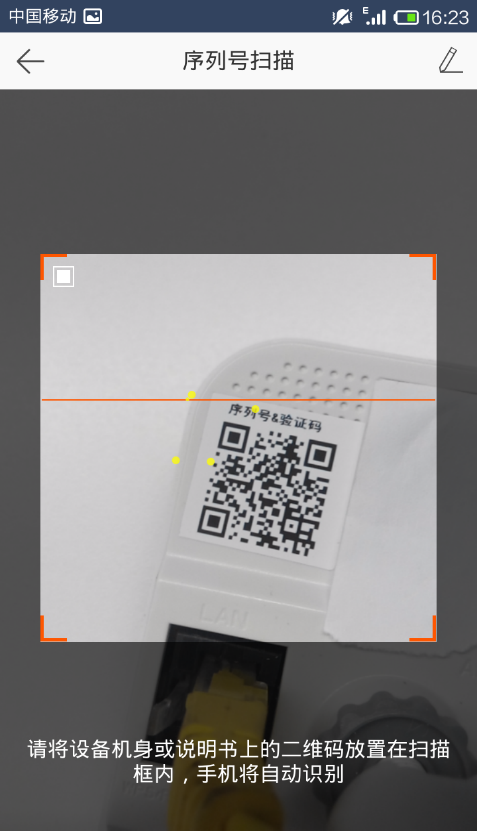 中国移动
E
16:23
序列号扫描
序列号&验证码
LAN
请将设备机身或说明书上的二维码放置在扫描
框内，手机将自动识别